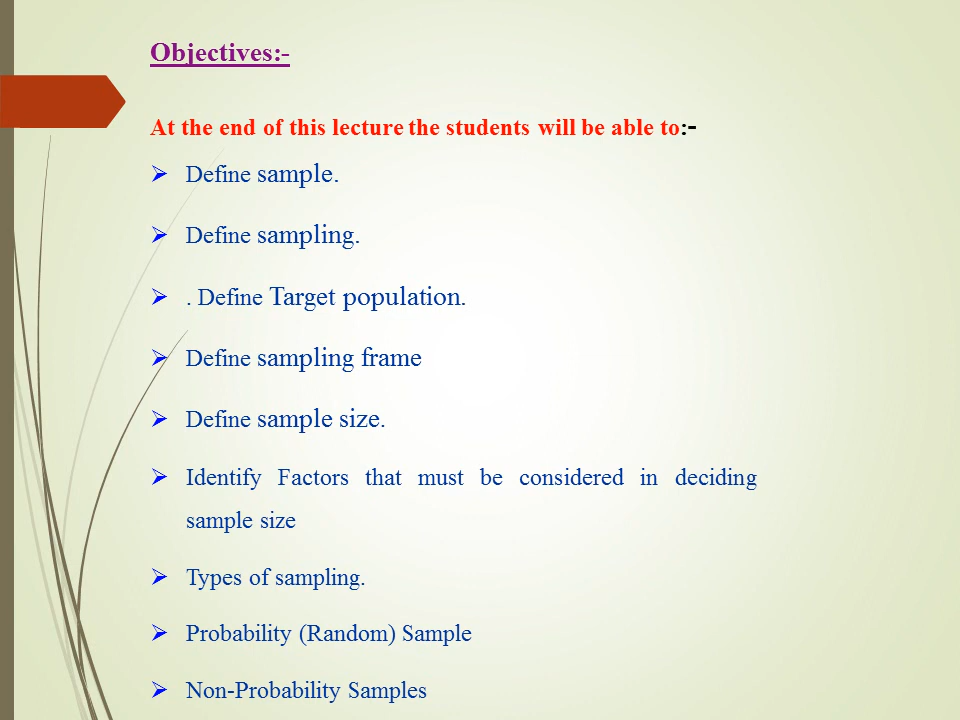 Objectives:-
At the end of this lecture the students will be able to:-
➢ Define sample.
➢ Define sampling.
➢ . Define Target population.
➢ Define sampling frame
➢ Define sample size.
➢ Identify Factors that must be considered in deciding
sample size
➢ Types of sampling.
➢ Probability (Random) Sample
➢ Non-Probability Samples